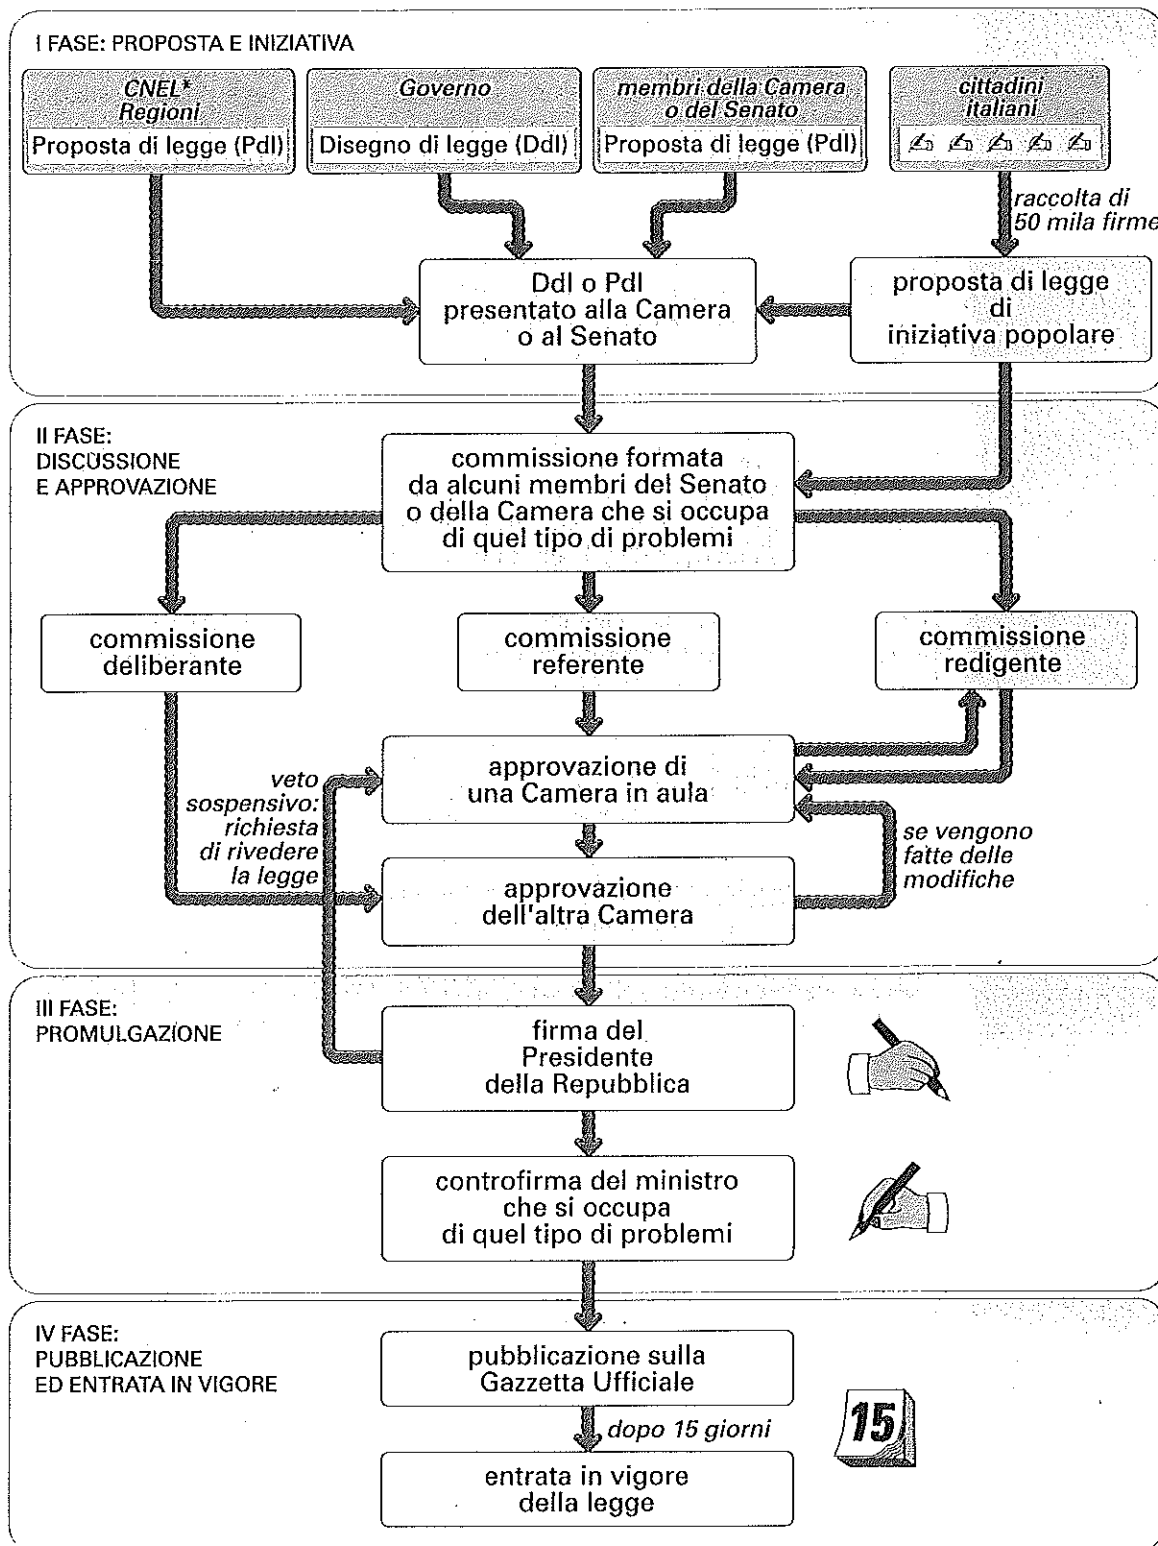 I FASE: PROPOSTA E INIZIATIVA
CNEL*
Regioni
Proposta di legge (Pdl)
Governo
Disegno di legge (Ddl)
membri della Camera
o del Senato
Proposta di legge (Pdl)
cittadini
italiani
raccolta di
50 mila firme
Ddl o Pdl
presentato alla Camera
o al Senato
proposta di legge
di
iniziativa popolare
II FASE:
DISCUSSIONE
E APPROVAZIONE
commissione formata
da alcuni membri del Senato
o della Camera che si occupa
di quel tipo di problemi
commissione
deliberante
commissione
referente
commissione
redigente
veto
sospensivo:
richiesta
di rivedere
la legge
approvazione di
una Camera in aula
se vengono
fatte delle
modifiche
approvazione
dell'altra Camera
III FASE:
PROMULGAZIONE
firma del
Presidente
della Repubblica
controfirma del ministro
che si occupa
di quel tipo di problemi
IV FASE:
PUBBLICAZIONE
ED ENTRATA IN VIGORE
pubblicazione sulla
Gazzetta Ufficiale
dopo 15 giorni
15
entrata in vigore
della legge